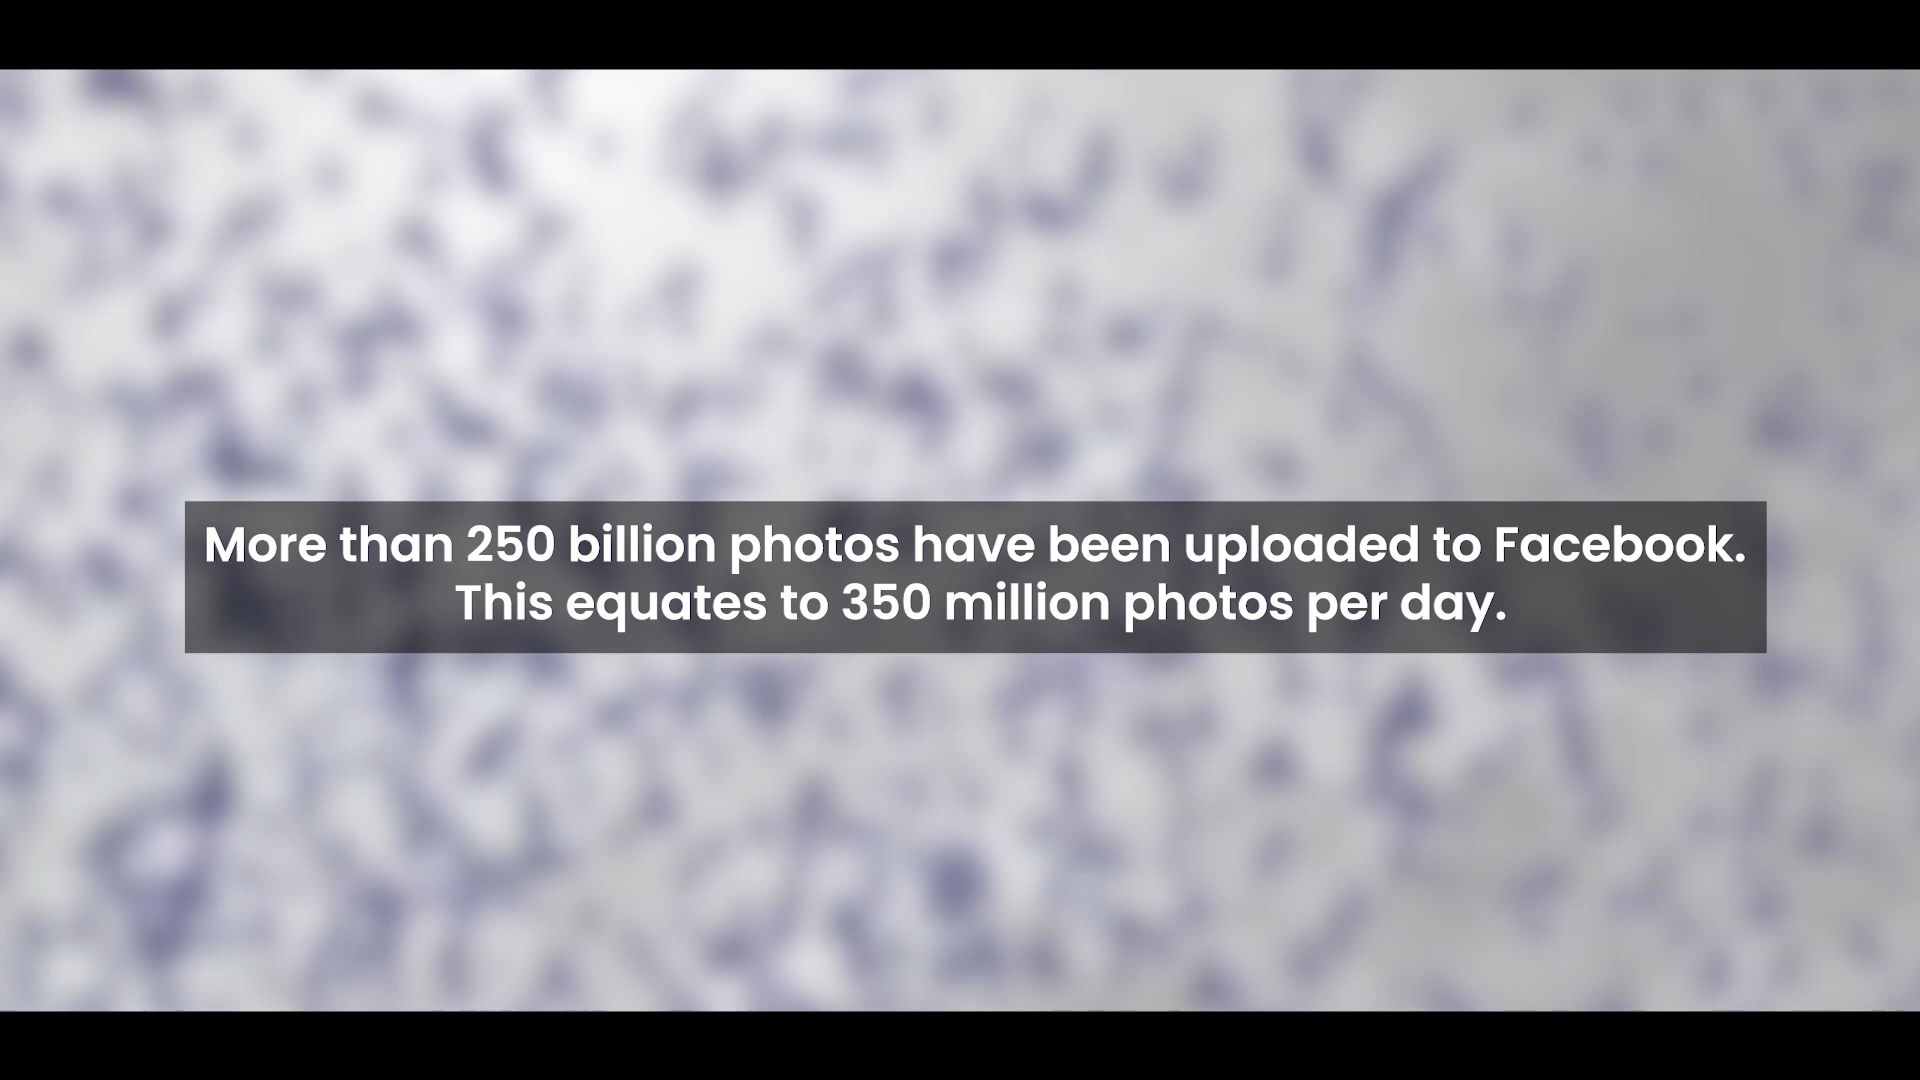 More than 250 billion photos have been uploaded to Facebook.
This equates to 350 million photos per day.